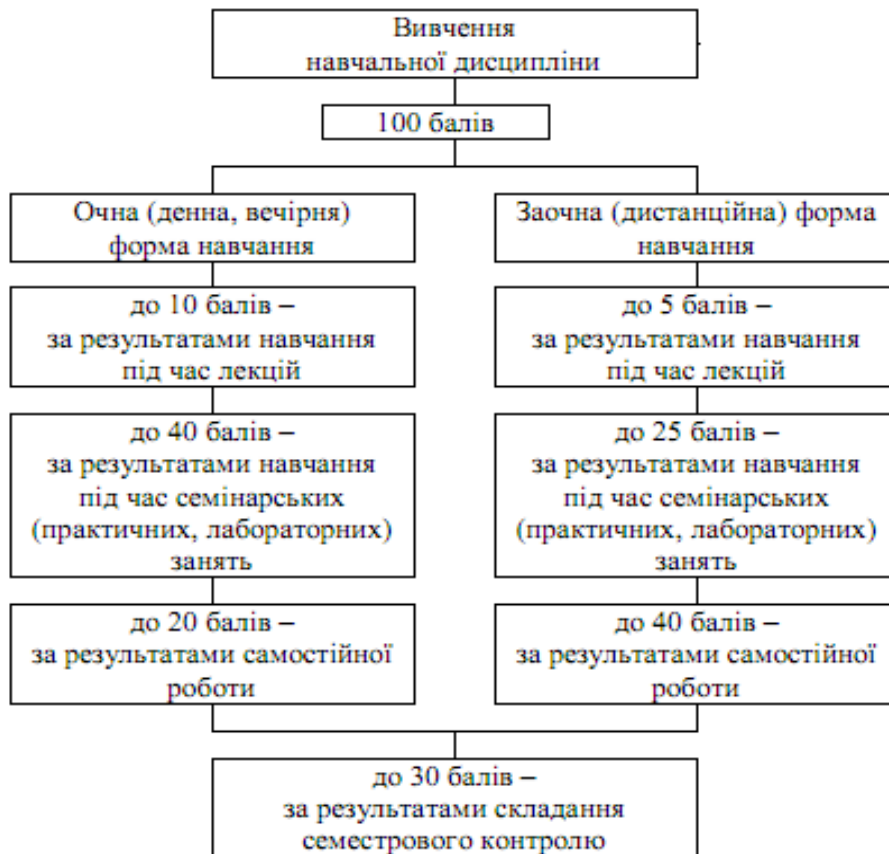 Вивчення
навчальної дисципліни
100 балів
Очна (денна, вечірня)
форма навчання
до 10 балів –
за результатами навчання
під час лекцій
до 40 балів –
за результатами навчання
під час семінарських
(практичних, лабораторних)
занять
до 20 балів –
за результатами самостійної
роботи
Заочна (дистанційна) форма
навчання
до 5 балів –
за результатами навчання
під час лекцій
до 25 балів –
за результатами навчання
під час семінарських
(практичних, лабораторних)
занять
до 40 балів –
за результатами самостійної
роботи
до 30 балів –
за результатами складання
семестрового контролю